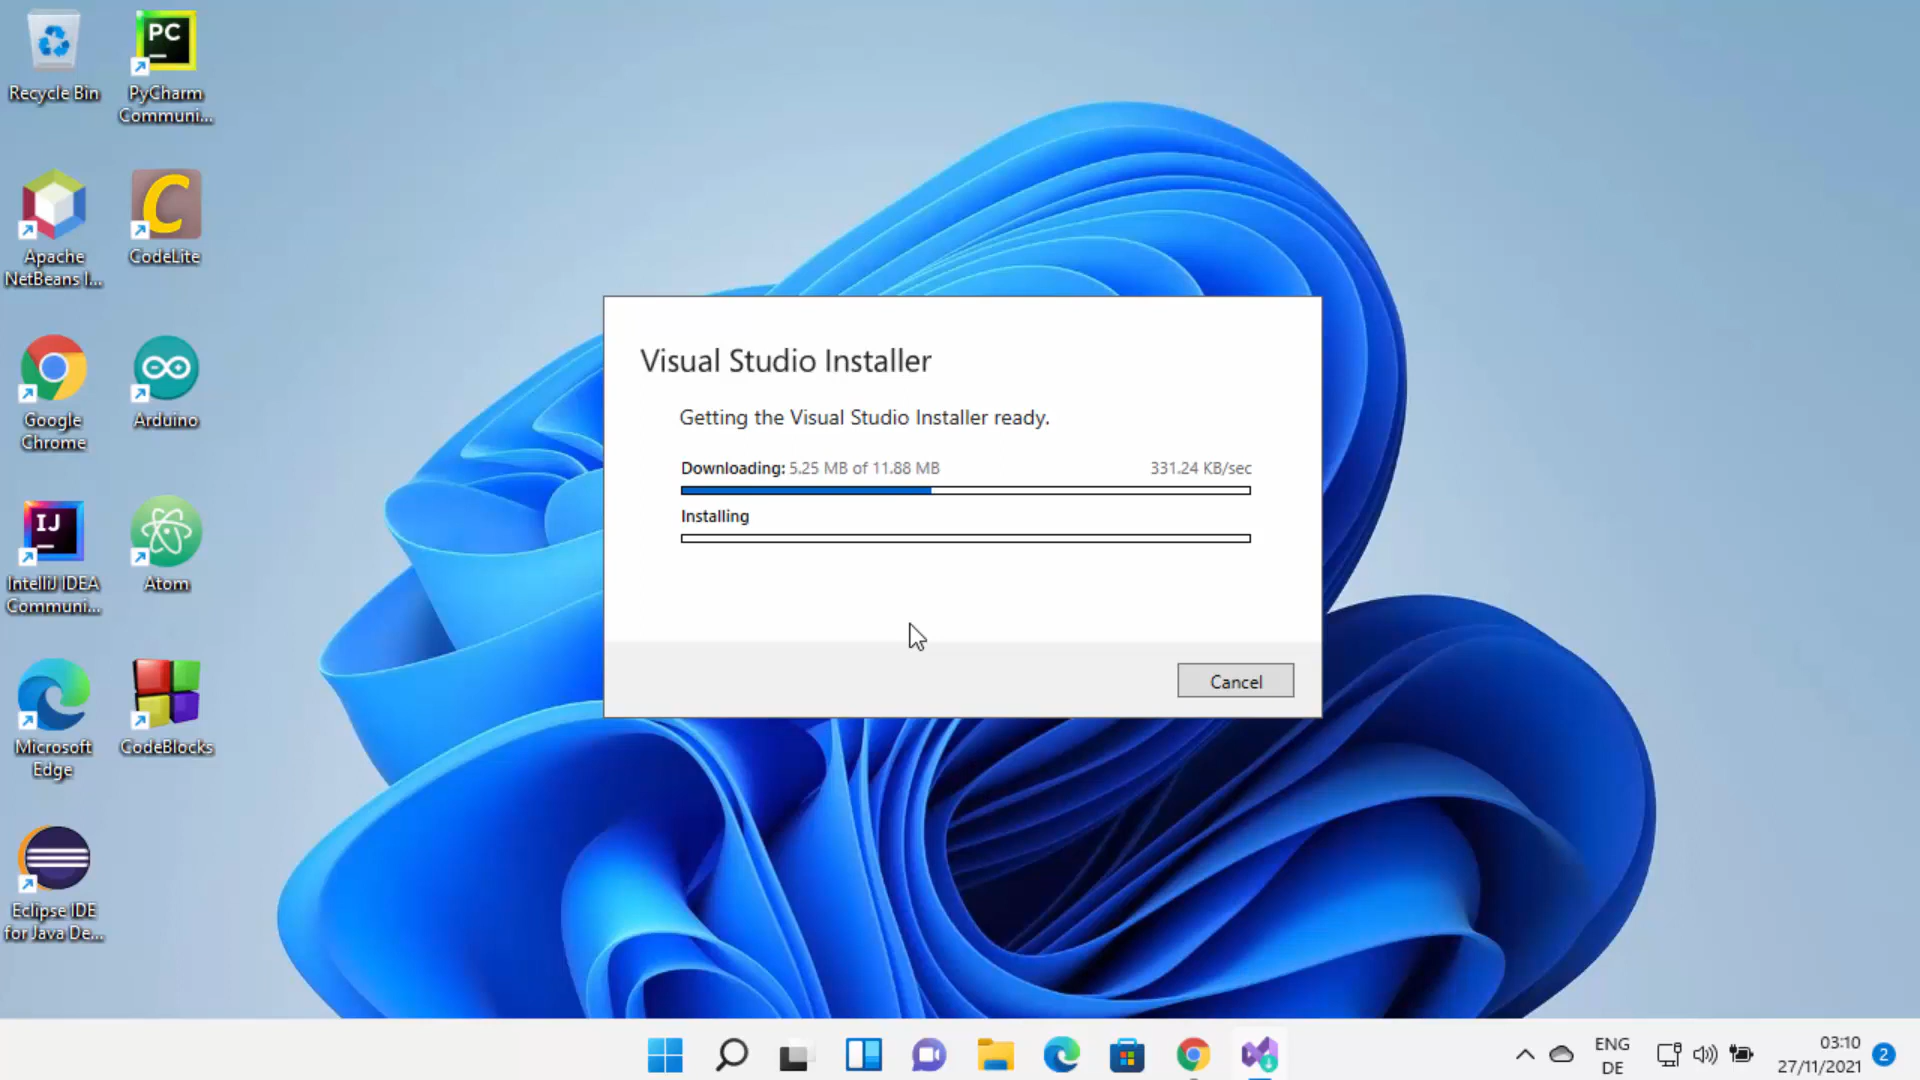 Recycle Bin
PC
PyCharm
Communi...
Apache
NetBeans I...
C
CodeLite
Google
Chrome
Arduino
IJ
IntelliJ IDEA
Communi...
Atom
Microsoft
Edge
CodeBlocks
Eclipse IDE
for Java De...
Visual Studio Installer
Getting the Visual Studio Installer ready.
Downloading: 5.25 MB of 11.88 MB
331.24 KB/sec
Installing
Cancel
ENG
DE
03:10
27/11/2021
2